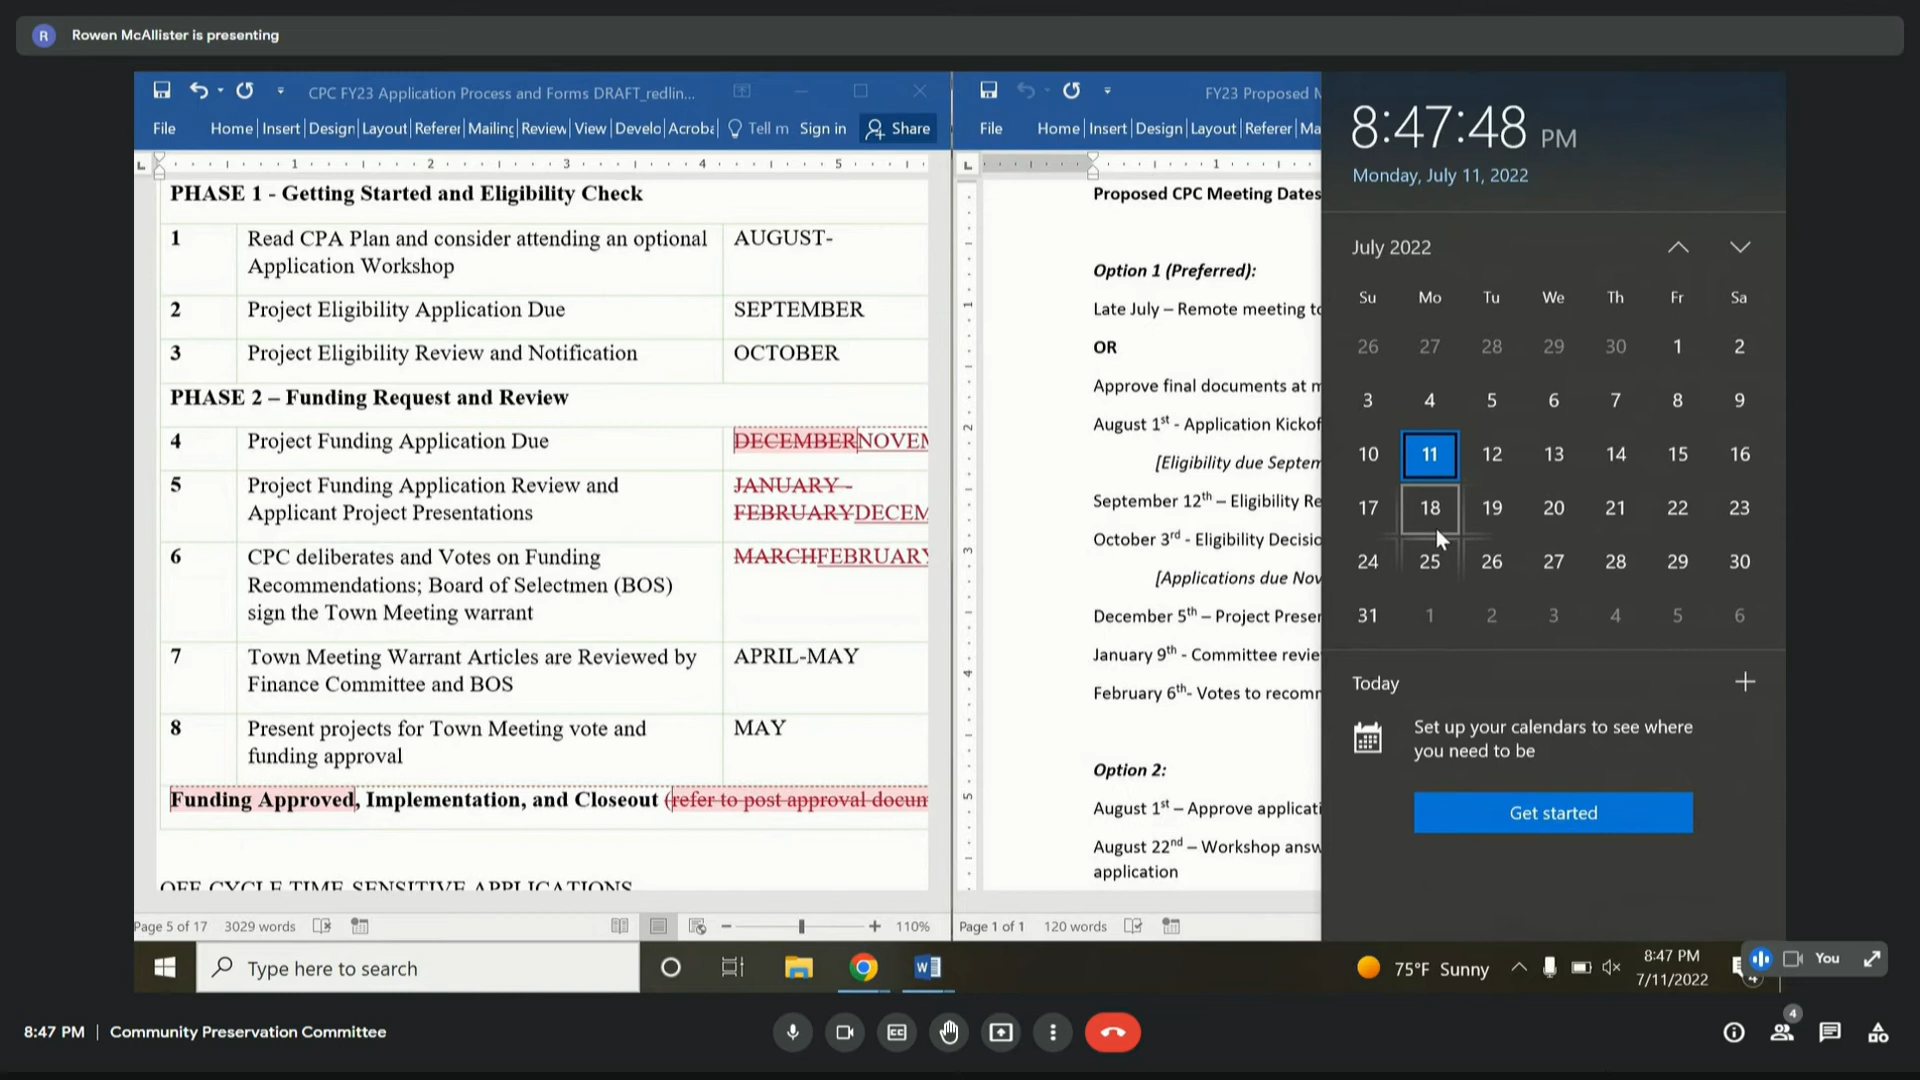 R Rowen McAllister is presenting
CPC FY23 Application Process and Forms DRAFT_redlin...
File Home Insert Design Layout Referer Mailing Review View Develo Acroba Tell m Sign in Share
1 2 3 4 5
PHASE 1 - Getting Started and Eligibility Check
1 Read CPA Plan and consider attending an optional AUGUST-
Application Workshop
2 Project Eligibility Application Due SEPTEMBER
3 Project Eligibility Review and Notification OCTOBER
PHASE 2 – Funding Request and Review
4 Project Funding Application Due DECEMBERNOVEM
5 Project Funding Application Review and JANUARY -
Applicant Project Presentations FEBRUARYDECEM
6 CPC deliberates and Votes on Funding MARCHFEBRUARY
Recommendations; Board of Selectmen (BOS)
sign the Town Meeting warrant
7 Town Meeting Warrant Articles are Reviewed by APRIL-MAY
Finance Committee and BOS
8 Present projects for Town Meeting vote and MAY
funding approval
Funding Approved, Implementation, and Closeout (refer to post approval docum
OFF CYCLE TIME SENSITIVE APPLICATIONS
Page 5 of 17 3029 words 110%
FY23 Proposed M
File Home Insert Design Layout Referer Ma
1
Proposed CPC Meeting Dates
Option 1 (Preferred):
Late July – Remote meeting to
OR
Approve final documents at m
August 1st - Application Kickof
[Eligibility due Septem
September 12th – Eligibility Re
October 3rd - Eligibility Decisio
[Applications due Nov
December 5th – Project Preser
January 9th - Committee revie
February 6th- Votes to recomm
Option 2:
August 1st – Approve applicati
August 22nd – Workshop answ
application
Page 1 of 1 120 words
8:47:48 PM
Monday, July 11, 2022
July 2022
Su Mo Tu We Th Fr Sa
26 27 28 29 30 1 2
3 4 5 6 7 8 9
10 11 12 13 14 15 16
17 18 19 20 21 22 23
24 25 26 27 28 29 30
31 1 2 3 4 5 6
Today
Set up your calendars to see where
you need to be
Get started
Type here to search
75°F Sunny
8:47 PM
7/11/2022
You
8:47 PM | Community Preservation Committee
4